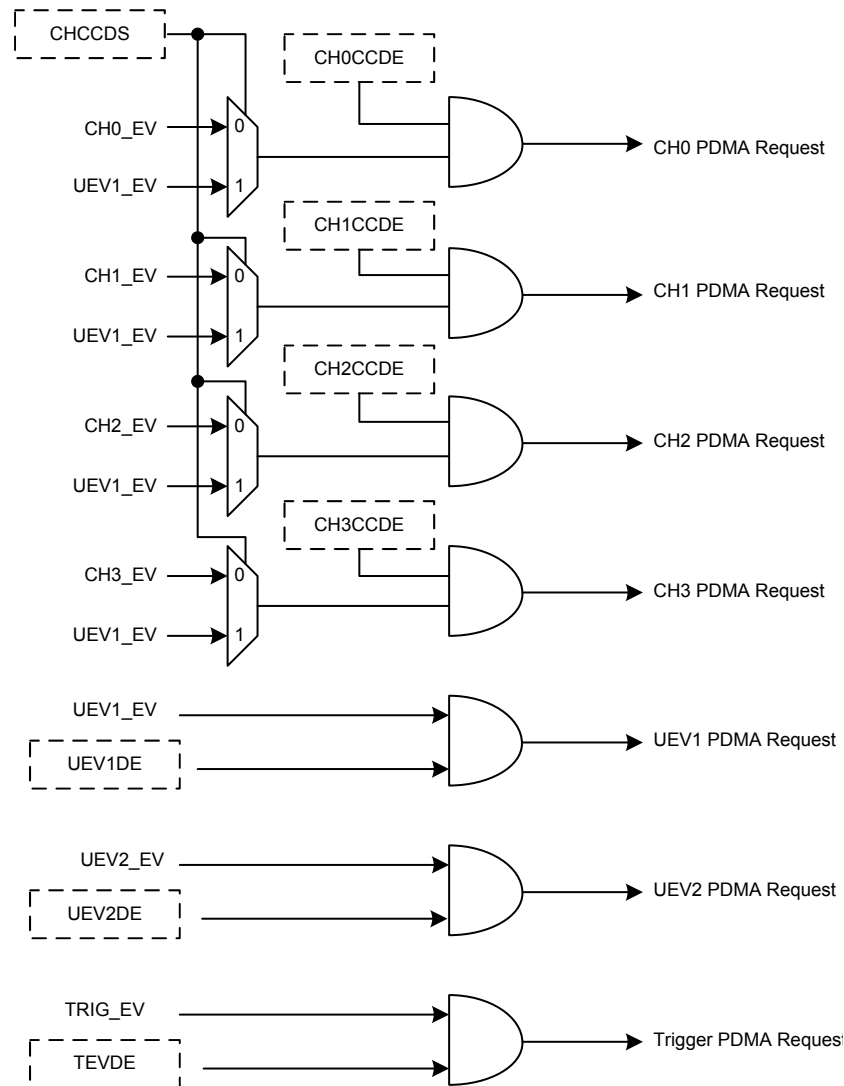 CHCCDS
CH0CCDE
CH0_EV
0
CH0 PDMA Request
UEV1_EV
1
CH1CCDE
CH1_EV
0
CH1 PDMA Request
UEV1_EV
1
CH2CCDE
CH2_EV
0
CH2 PDMA Request
UEV1_EV
1
CH3CCDE
CH3_EV
0
CH3 PDMA Request
UEV1_EV
1
UEV1_EV
UEV1 PDMA Request
UEV1DE
UEV2_EV
UEV2 PDMA Request
UEV2DE
TRIG_EV
Trigger PDMA Request
TEVDE